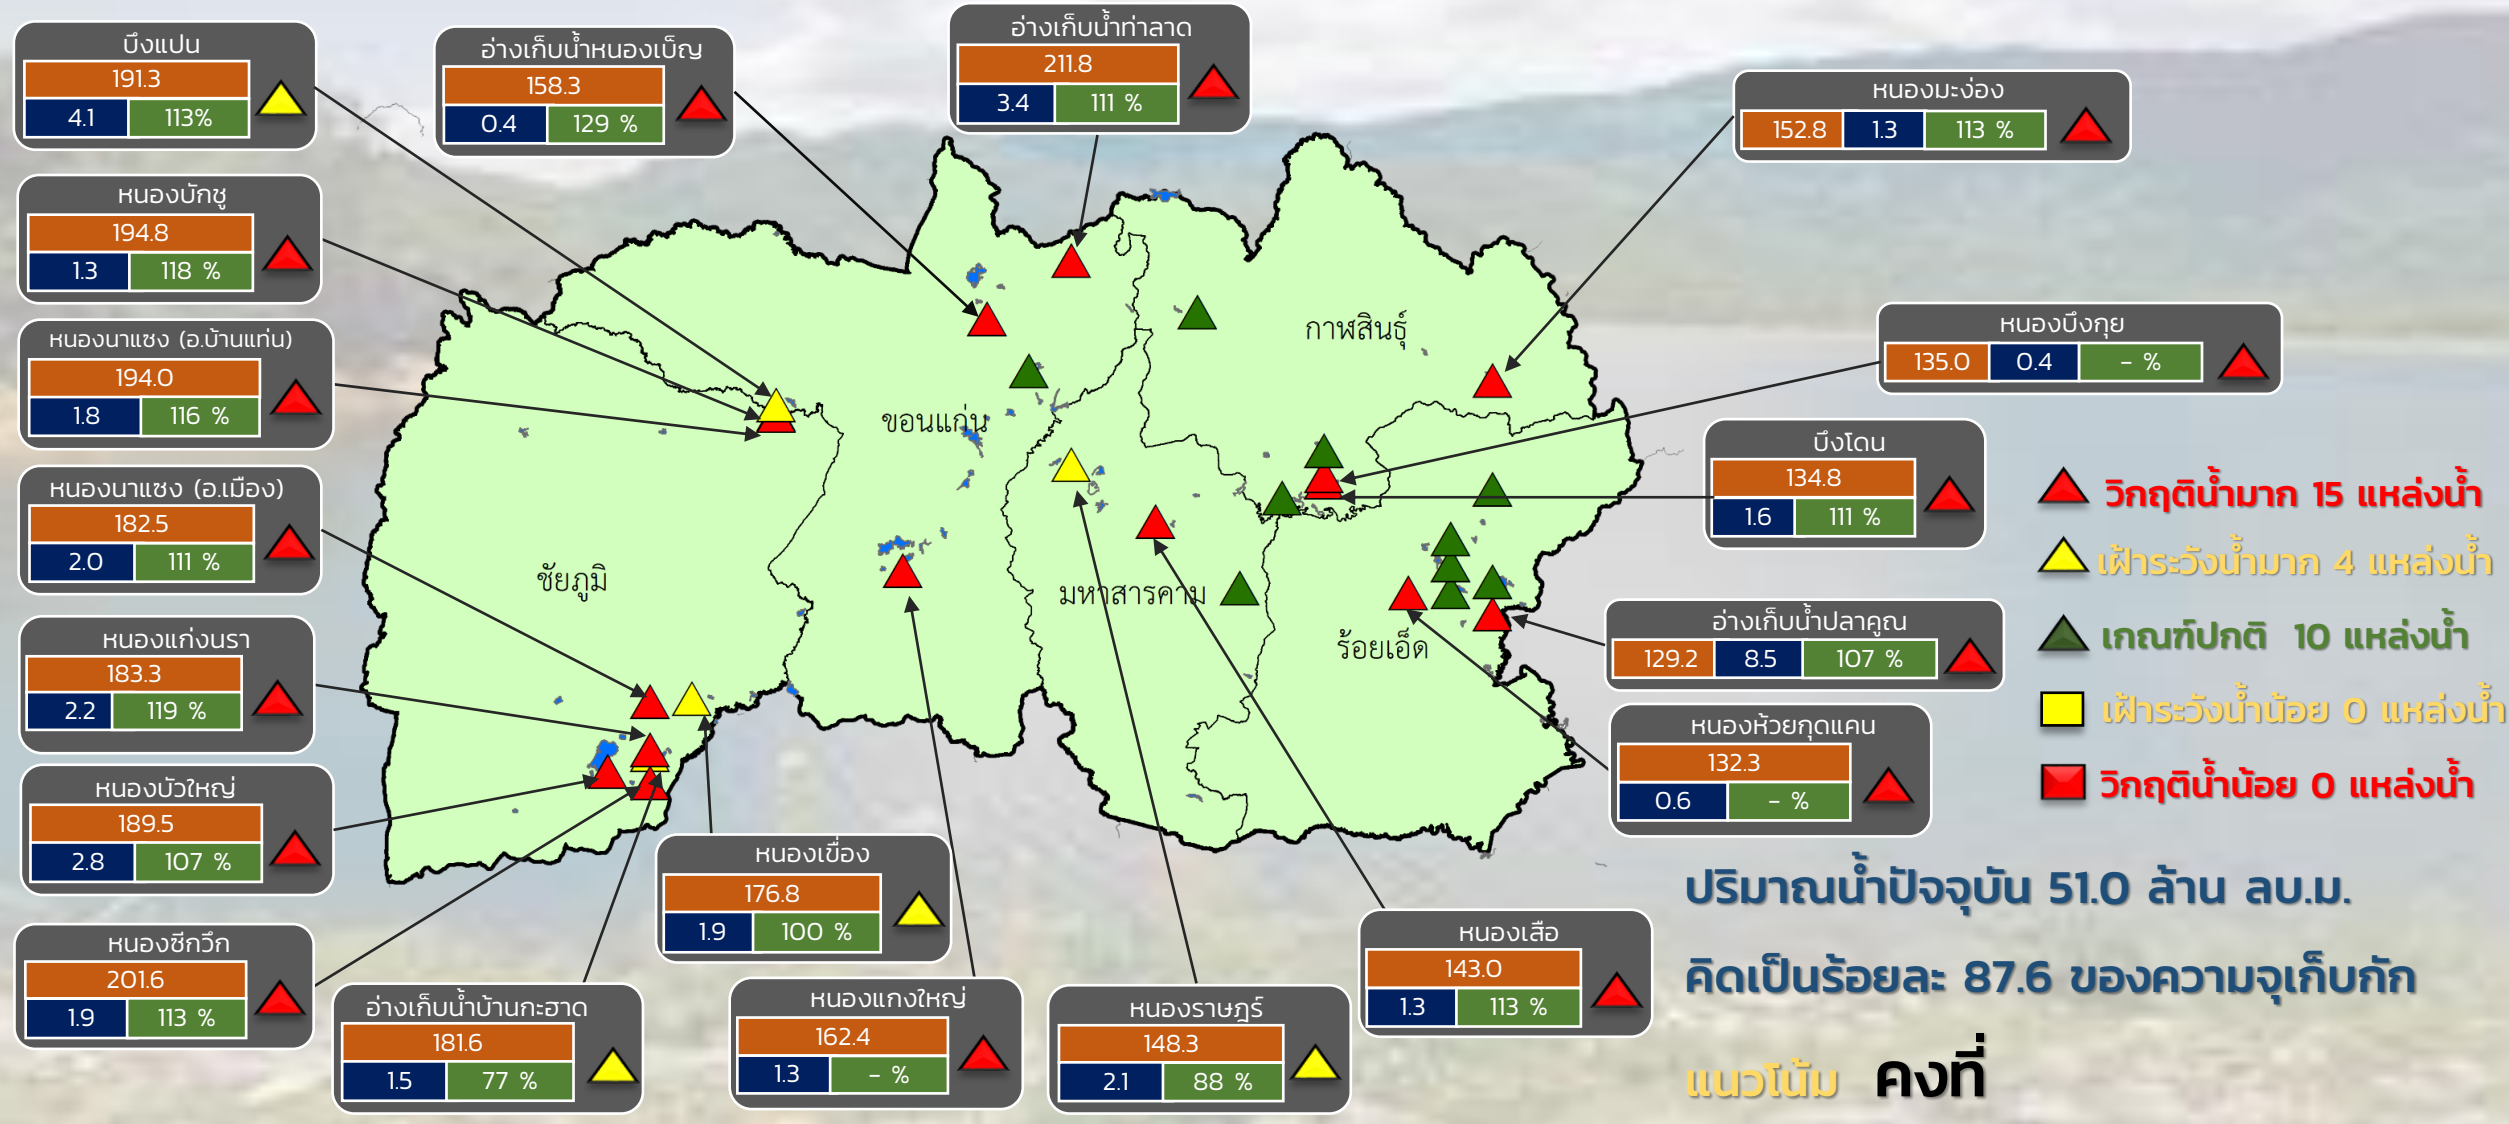 บึงแปน
191.3
4.1 113%
อ่างเก็บน้ำหนองเบ็ญ
158.3
0.4 129 %
อ่างเก็บน้ำท่าลาด
211.8
3.4 111 %
หนองมะง่อง
152.8 1.3 113 %
หนองบักชู
194.8
1.3 118 %
หนองนาแซง (อ.บ้านแท่น)
194.0
1.8 116 %
หนองบึงกุย
135.0 0.4 - %
กาฬสินธุ์
ขอนแก่น
บึงโดน
134.8
1.6 111 %
หนองนาแซง (อ.เมือง)
182.5
2.0 111 %
ชัยภูมิ
มหาสารคาม
ร้อยเอ็ด
วิกฤติน้ำมาก 15 แหล่งน้ำ
เฝ้าระวังน้ำมาก 4 แหล่งน้ำ
เกณฑ์ปกติ 10 แหล่งน้ำ
เฝ้าระวังน้ำน้อย 0 แหล่งน้ำ
วิกฤติน้ำน้อย 0 แหล่งน้ำ
หนองแก่งนรา
183.3
2.2 119 %
อ่างเก็บน้ำปลาคูณ
129.2 8.5 107 %
หนองห้วยกุดแคน
132.3
0.6 - %
หนองบัวใหญ่
189.5
2.8 107 %
หนองเขื่อง
176.8
1.9 100 %
หนองซีกวึก
201.6
1.9 113 %
อ่างเก็บน้ำบ้านกะฮาด
181.6
1.5 77 %
หนองแกงใหญ่
162.4
1.3 - %
หนองราษฎร์
148.3
2.1 88 %
หนองเสือ
143.0
1.3 113 %
ปริมาณน้ำปัจจุบัน 51.0 ล้าน ลบ.ม.
คิดเป็นร้อยละ 87.6 ของความจุเก็บกัก
แนวโน้ม คงที่